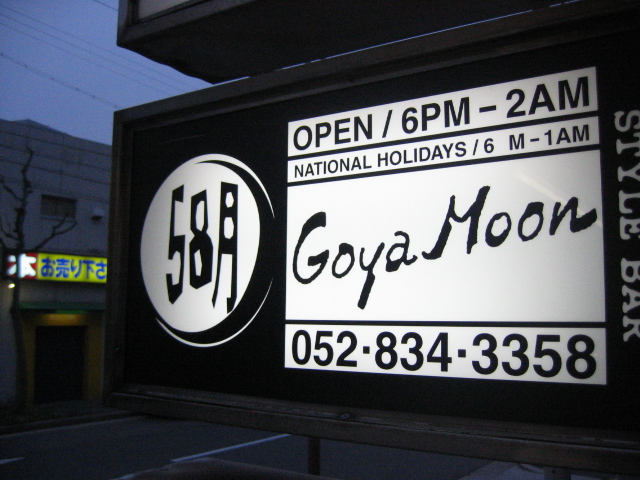 OPEN / 6PM – 2AM
NATIONAL HOLIDAYS / 6 M – 1AM
58月
Goya Moon
052·834·3358
STYLE BAR
本 お売り下さ